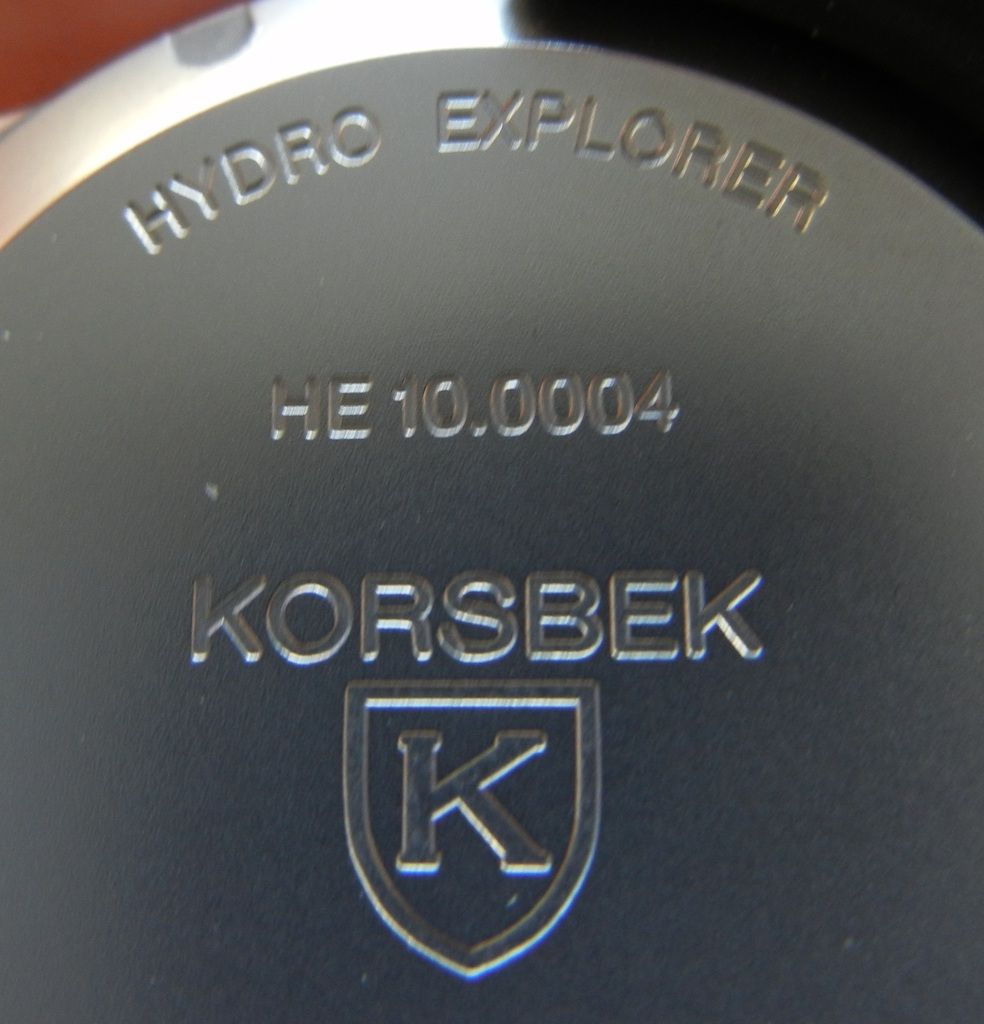 HYDRO EXPLORER
HE 10.0004
KORSBEK
K